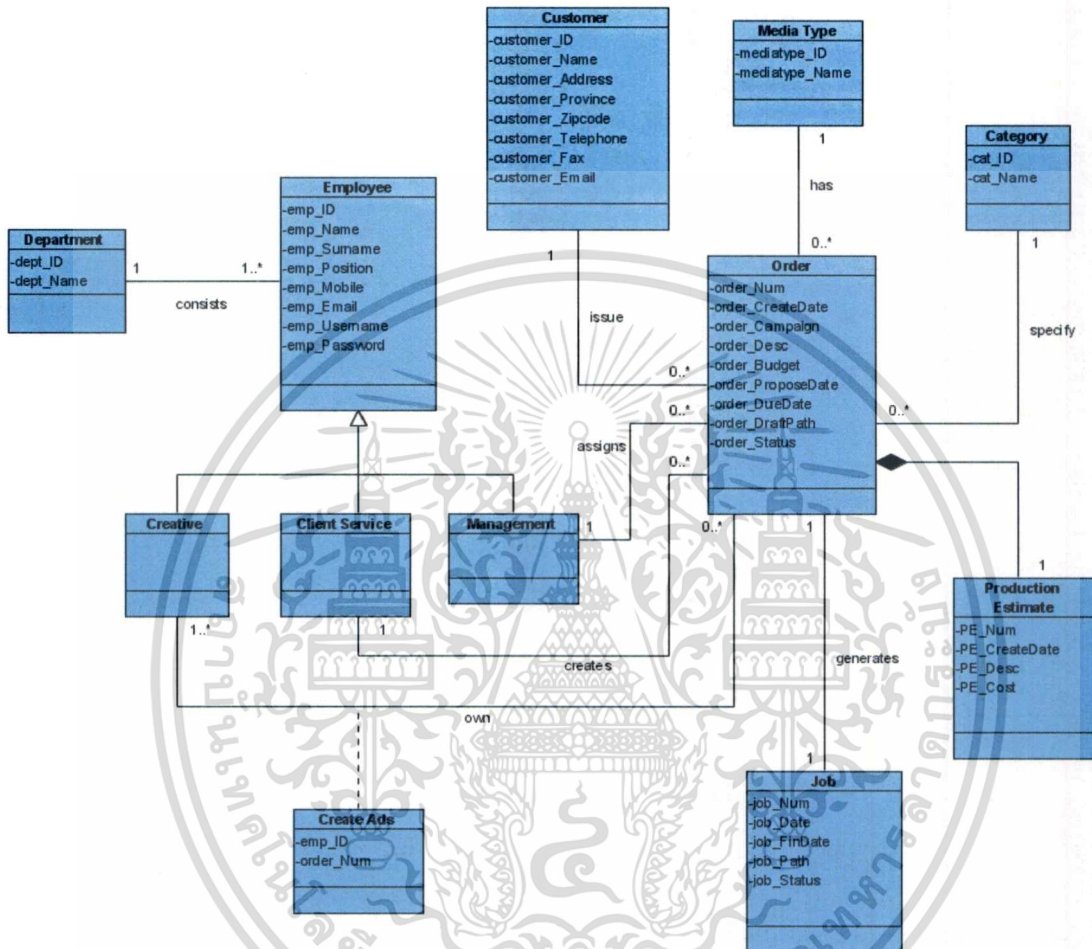 Customer
-customer_ID
-customer_Name
-customer_Address
-customer_Province
-customer_Zipcode
-customer_Telephone
-customer_Fax
-customer_Email
Media Type
-mediatype_ID
-mediatype_Name
Category
-cat_ID
-cat_Name
Employee
-emp_ID
-emp_Name
-emp_Surname
-emp_Position
-emp_Mobile
-emp_Email
-emp_Username
-emp_Password
Department
-dept_ID
-dept_Name
1
1..*
consists
1
issue
0..*
1
has
0..*
1
specify
0..*
Order
-order_Num
-order_CreateDate
-order_Campaign
-order_Desc
-order_Budget
-order_ProposeDate
-order_DueDate
-order_DraftPath
-order_Status
0..*
assigns
1
0..*
creates
1
0..*
own
1..*
Creative
Client Service
Management
1
generates
1
1
Production
Estimate
-PE_Num
-PE_CreateDate
-PE_Desc
-PE_Cost
Create Ads
-emp_ID
-order_Num
Job
-job_Num
-job_Date
-job_FinDate
-job_Path
-job_Status